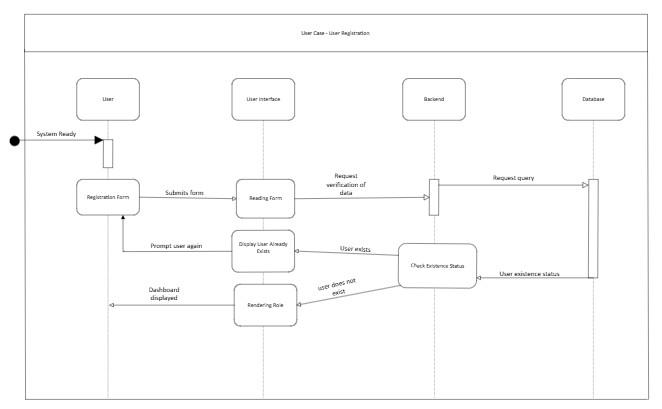 User Case - User Registration
User
User Interface
Backend
Database
System Ready
Registration Form
Submits form
Reading Form
Request
verification of
data
Request query
Prompt user again
Display User Already
Exists
User exists
Check Existence Status
User existence status
Dashboard
displayed
Rendering Role
user does not
exist